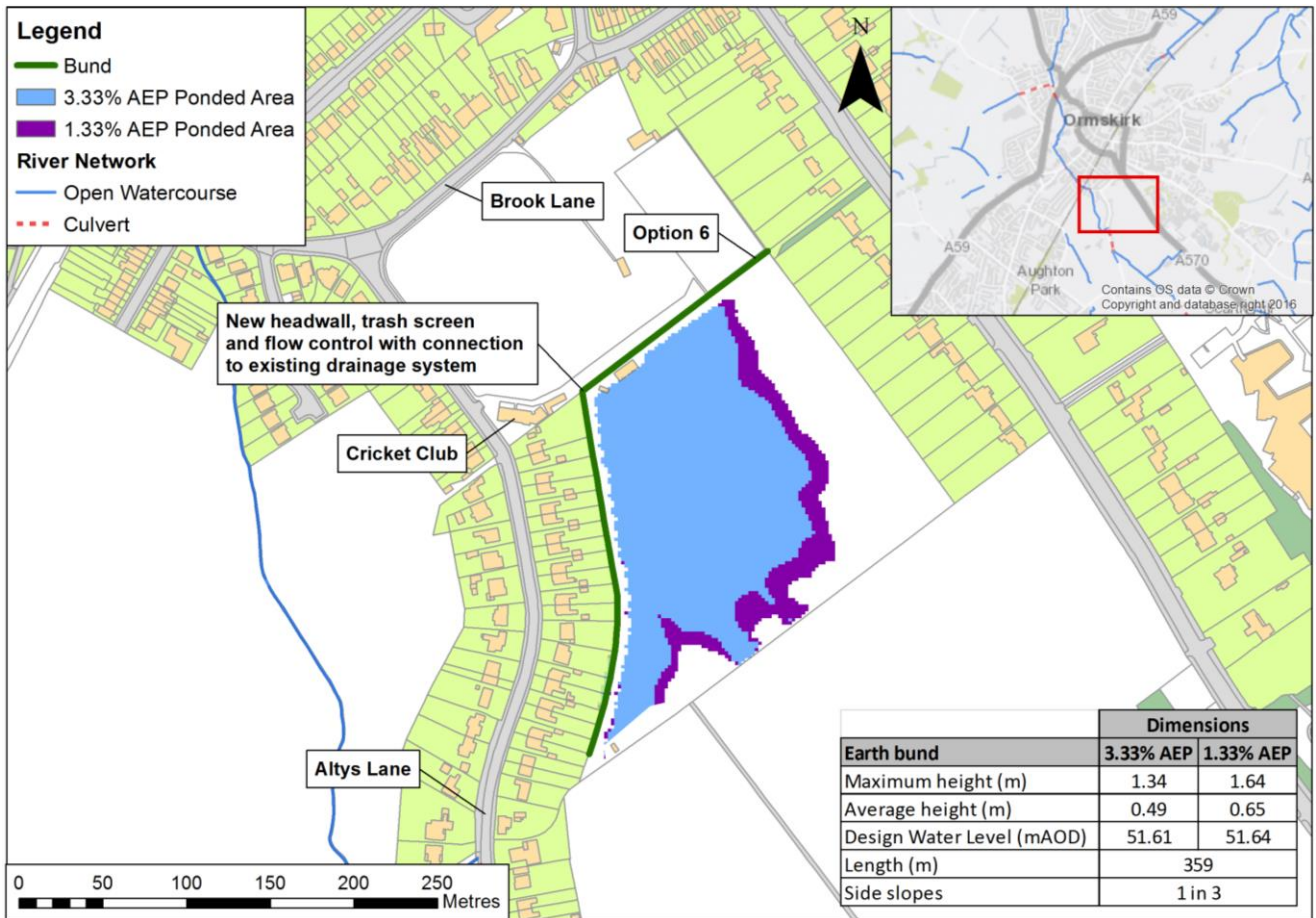 Legend
Bund
3.33% AEP Ponded Area
1.33% AEP Ponded Area
River Network
Open Watercourse
Culvert
N
Brook Lane
Option 6
New headwall, trash screen
and flow control with connection
to existing drainage system
Cricket Club
Altys Lane
A59
Ormskirk
A59
Aughton
Park
A570
Contains OS data © Crown
Copyright and database right 2016
Dimensions
Earth bund 3.33% AEP 1.33% AEP
Maximum height (m) 1.34 1.64
Average height (m) 0.49 0.65
Design Water Level (mAOD) 51.61 51.64
Length (m) 359
Side slopes 1 in 3
0 50 100 150 200 250
Metres